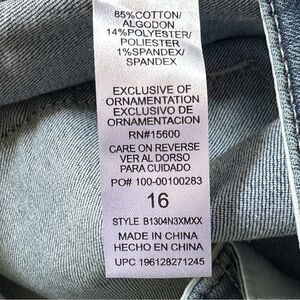 85%COTTON/
ALGODON
14%POLYESTER/
POLIESTER
1%SPANDEX/
SPANDEX
EXCLUSIVE OF
ORNAMENTATION
EXCLUSIVO DE
ORNAMENTACION
RN#15600
CARE ON REVERSE
VER AL DORSO
PARA CUIDADO
PO# 100-00100283
16
STYLE B1304N3XMXX
MADE IN CHINA
HECHO EN CHINA
UPC 196128271245